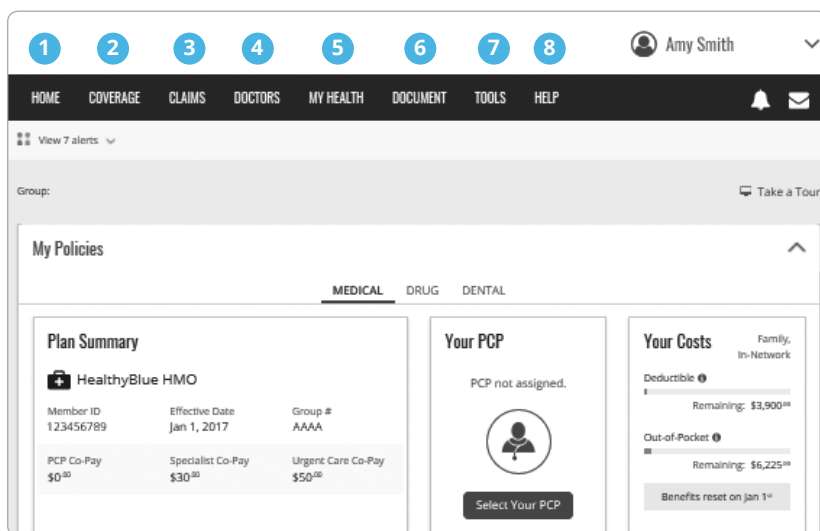 1 2 3 4 5 6 7 8 Amy Smith
HOME COVERAGE CLAIMS DOCTORS MY HEALTH DOCUMENT TOOLS HELP
View 7 alerts
Group: Take a Tour
My Policies
MEDICAL DRUG DENTAL
Plan Summary
HealthyBlue HMO
Member ID Effective Date Group #
123456789 Jan 1, 2017 AAAA
PCP Co-Pay Specialist Co-Pay Urgent Care Co-Pay
$0.00 $30.00 $50.00
Your PCP
PCP not assigned.
Select Your PCP
Your Costs
Family,
In-Network
Deductible
Remaining: $3,900.00
Out-of-Pocket
Remaining: $6,225.00
Benefits reset on Jan 1st